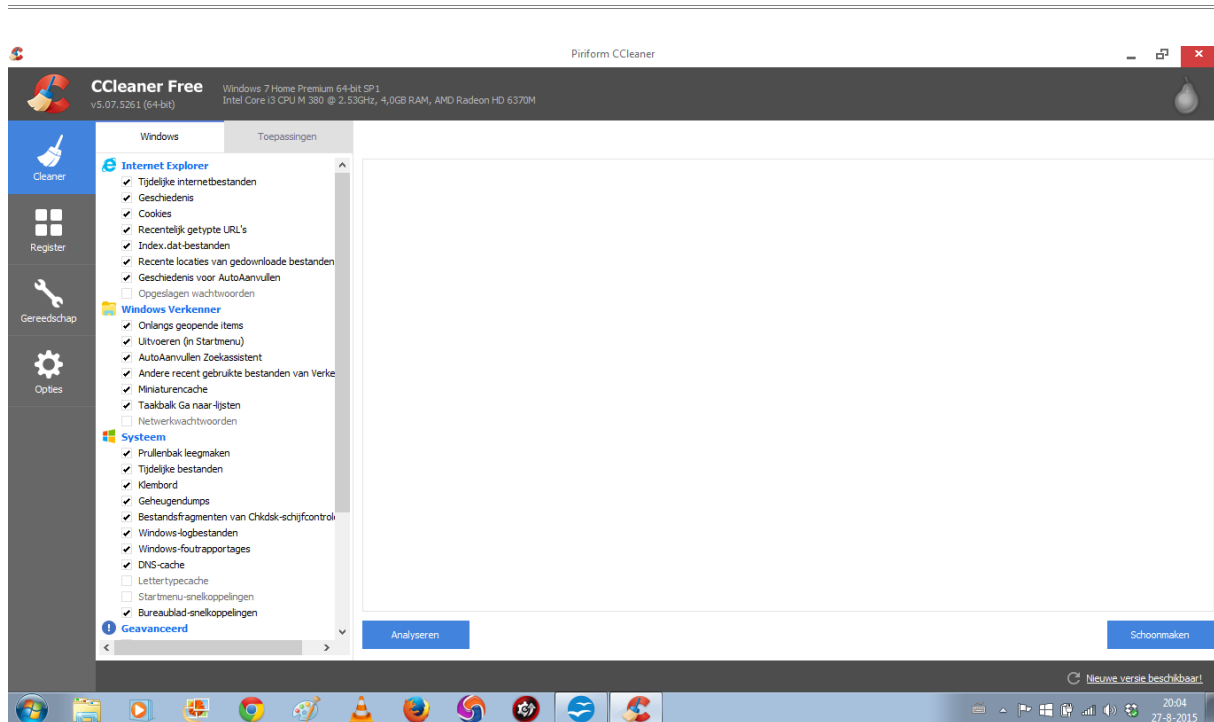 Piriform CCleaner
CCleaner Free
v5.07.5261 (64-bit)
Windows 7 Home Premium 64-bit SP1
Intel Core i3 CPU M 380 @ 2.53GHz, 4,0GB RAM, AMD Radeon HD 6370M
Cleaner
Register
Gereedschap
Opties
Windows
Toepassingen
Internet Explorer
Tijdelijke internetbestanden
Geschiedenis
Cookies
Recentelijk getypte URL's
Index.dat-bestanden
Recente locaties van gedownloade bestanden
Geschiedenis voor AutoAanvullen
Opgeslagen wachtwoorden
Windows Verkenner
Onlangs geopende items
Uitvoeren (in Startmenu)
AutoAanvullen Zoekassistent
Andere recent gebruikte bestanden van Verke
Miniaturencache
Taakbalk Ga naar-lijsten
Netwerkwachtwoorden
Systeem
Prullenbak leegmaken
Tijdelijke bestanden
Klembord
Geheugendumps
Bestandsfragmenten van Chkdsk-schijfcontrole
Windows-logbestanden
Windows-foutrapportages
DNS-cache
Lettertypecache
Startmenu-snelkoppelingen
Bureaublad-snelkoppelingen
Geavanceerd
Analyseren
Schoonmaken
Nieuwe versie beschikbaar!
20:04
27-8-2015